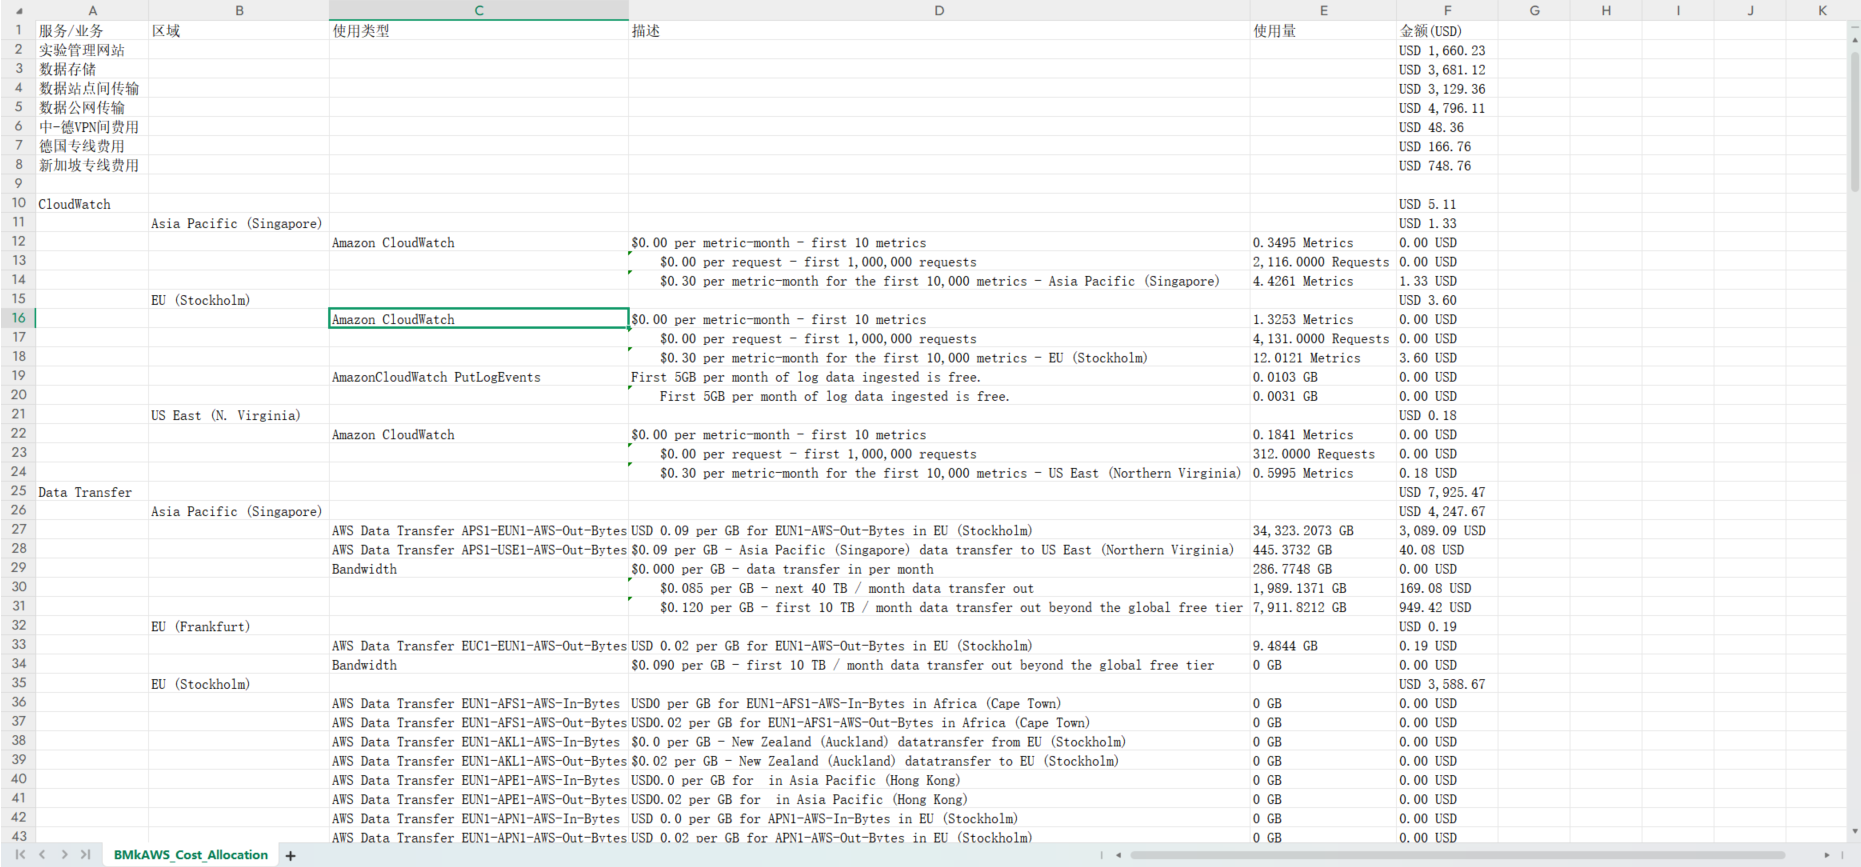 A B C D E F G H I J K
1 服务/业务 区域 使用类型 描述 使用量 金额(USD)
2 实验管理网站 USD 1,660.23
3 数据存储 USD 3,681.12
4 数据站点间传输 USD 3,129.36
5 数据公网传输 USD 4,796.11
6 中-德VPN间费用 USD 48.36
7 德国专线费用 USD 166.76
8 新加坡专线费用 USD 748.76
9
10 CloudWatch USD 5.11
11 Asia Pacific (Singapore) USD 1.33
12 Amazon CloudWatch $0.00 per metric-month - first 10 metrics 0.3495 Metrics 0.00 USD
13 $0.00 per request - first 1,000,000 requests 2,116.0000 Requests 0.00 USD
14 $0.30 per metric-month for the first 10,000 metrics - Asia Pacific (Singapore) 4.4261 Metrics 1.33 USD
15 EU (Stockholm) USD 3.60
16 Amazon CloudWatch $0.00 per metric-month - first 10 metrics 1.3253 Metrics 0.00 USD
17 $0.00 per request - first 1,000,000 requests 4,131.0000 Requests 0.00 USD
18 $0.30 per metric-month for the first 10,000 metrics - EU (Stockholm) 12.0121 Metrics 3.60 USD
19 AmazonCloudWatch PutLogEvents First 5GB per month of log data ingested is free. 0.0103 GB 0.00 USD
20 First 5GB per month of log data ingested is free. 0.0031 GB 0.00 USD
21 US East (N. Virginia) USD 0.18
22 Amazon CloudWatch $0.00 per metric-month - first 10 metrics 0.1841 Metrics 0.00 USD
23 $0.00 per request - first 1,000,000 requests 312.0000 Requests 0.00 USD
24 $0.30 per metric-month for the first 10,000 metrics - US East (Northern Virginia) 0.5995 Metrics 0.18 USD
25 Data Transfer USD 7,925.47
26 Asia Pacific (Singapore) USD 4,247.67
27 AWS Data Transfer APS1-EUN1-AWS-Out-Bytes USD 0.09 per GB for EUN1-AWS-Out-Bytes in EU (Stockholm) 34,323.2073 GB 3,089.09 USD
28 AWS Data Transfer APS1-USE1-AWS-Out-Bytes $0.09 per GB - Asia Pacific (Singapore) data transfer to US East (Northern Virginia) 445.3732 GB 40.08 USD
29 Bandwidth $0.000 per GB - data transfer in per month 286.7748 GB 0.00 USD
30 $0.085 per GB - next 40 TB / month data transfer out 1,989.1371 GB 169.08 USD
31 $0.120 per GB - first 10 TB / month data transfer out beyond the global free tier 7,911.8212 GB 949.42 USD
32 EU (Frankfurt) USD 0.19
33 AWS Data Transfer EUC1-EUN1-AWS-Out-Bytes USD 0.02 per GB for EUN1-AWS-Out-Bytes in EU (Stockholm) 9.4844 GB 0.19 USD
34 Bandwidth $0.090 per GB - first 10 TB / month data transfer out beyond the global free tier 0 GB 0.00 USD
35 EU (Stockholm) USD 3,588.67
36 AWS Data Transfer EUN1-AFS1-AWS-In-Bytes USD0 per GB for EUN1-AFS1-AWS-In-Bytes in Africa (Cape Town) 0 GB 0.00 USD
37 AWS Data Transfer EUN1-AFS1-AWS-Out-Bytes USD0.02 per GB for EUN1-AFS1-AWS-Out-Bytes in Africa (Cape Town) 0 GB 0.00 USD
38 AWS Data Transfer EUN1-AKL1-AWS-In-Bytes $0.0 per GB - New Zealand (Auckland) datatransfer from EU (Stockholm) 0 GB 0.00 USD
39 AWS Data Transfer EUN1-AKL1-AWS-Out-Bytes $0.02 per GB - New Zealand (Auckland) datatransfer to EU (Stockholm) 0 GB 0.00 USD
40 AWS Data Transfer EUN1-APE1-AWS-In-Bytes USD0.0 per GB for in Asia Pacific (Hong Kong) 0 GB 0.00 USD
41 AWS Data Transfer EUN1-APE1-AWS-Out-Bytes USD0.02 per GB for in Asia Pacific (Hong Kong) 0 GB 0.00 USD
42 AWS Data Transfer EUN1-APN1-AWS-In-Bytes USD 0.0 per GB for APN1-AWS-In-Bytes in EU (Stockholm) 0 GB 0.00 USD
43 AWS Data Transfer EUN1-APN1-AWS-Out-Bytes USD 0.02 per GB for APN1-AWS-Out-Bytes in EU (Stockholm) 0 GB 0.00 USD
BMkAWS_Cost_Allocation +